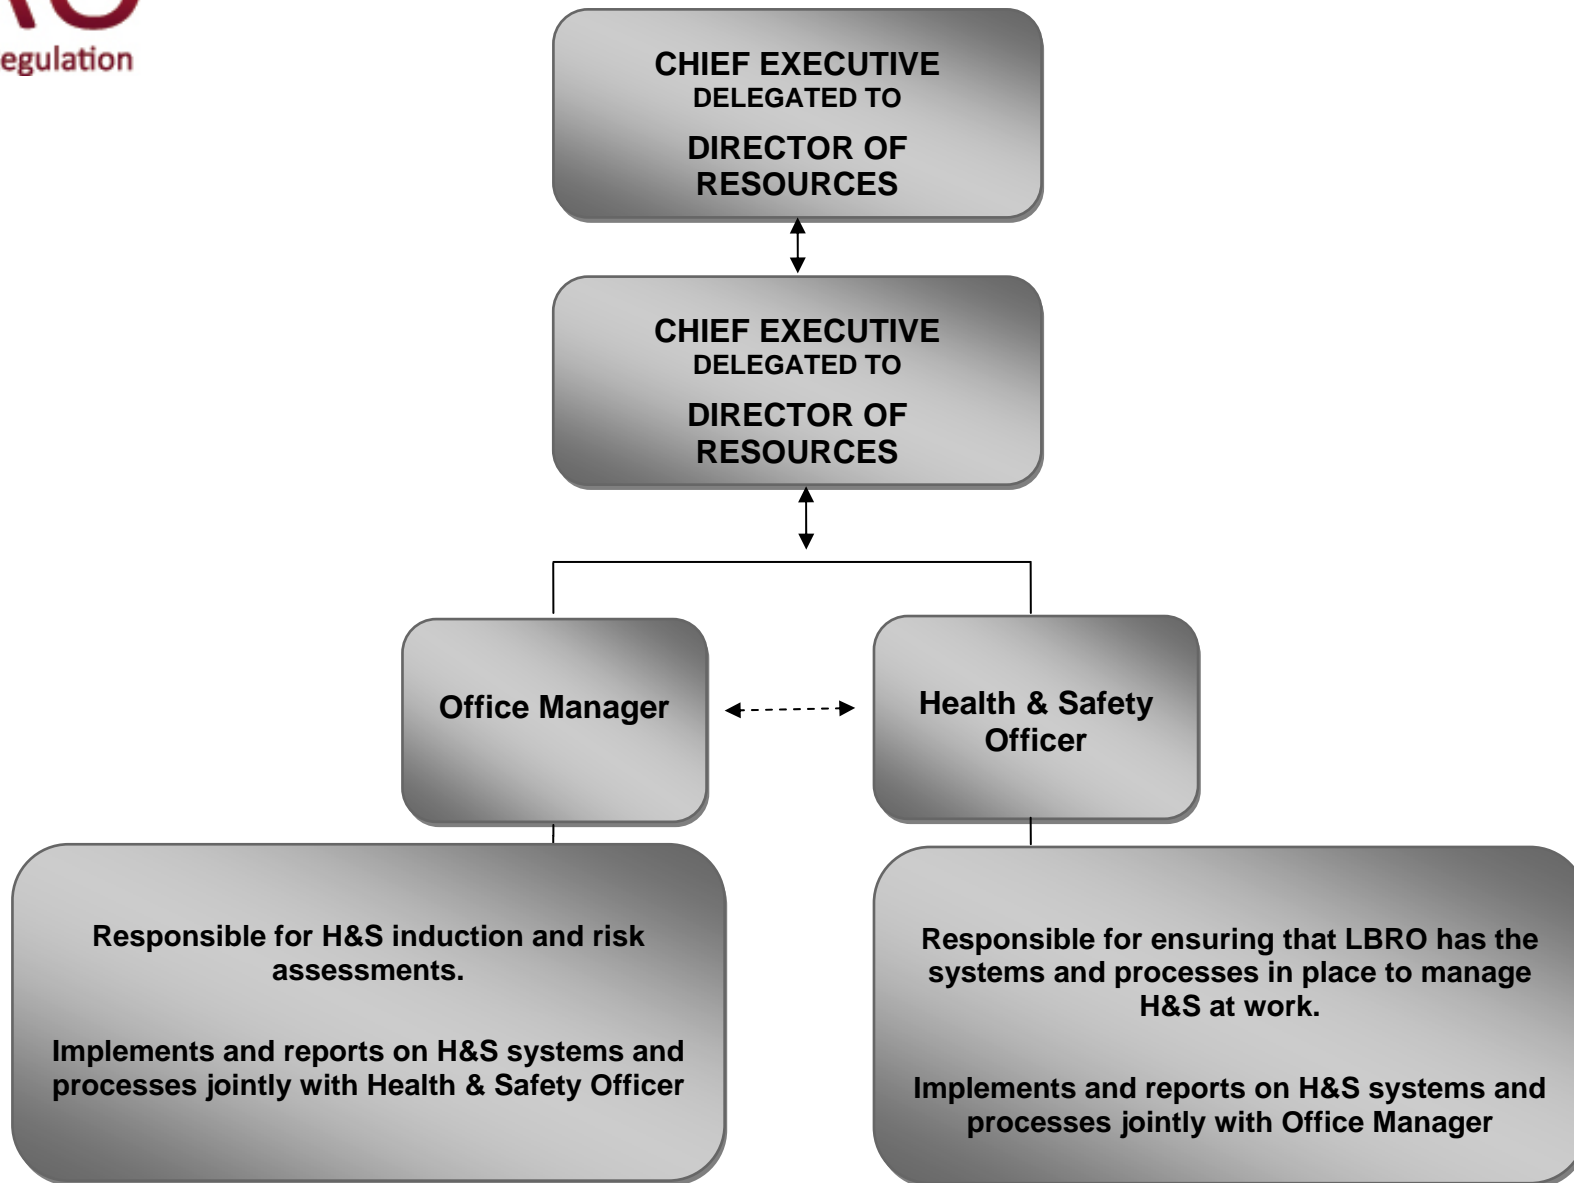 egulation
CHIEF EXECUTIVE
DELEGATED TO
DIRECTOR OF
RESOURCES
CHIEF EXECUTIVE
DELEGATED TO
DIRECTOR OF
RESOURCES
Office Manager
Health & Safety
Officer
Responsible for H&S induction and risk
assessments.
Implements and reports on H&S systems and
processes jointly with Health & Safety Officer
Responsible for ensuring that LBRO has the
systems and processes in place to manage
H&S at work.
Implements and reports on H&S systems and
processes jointly with Office Manager